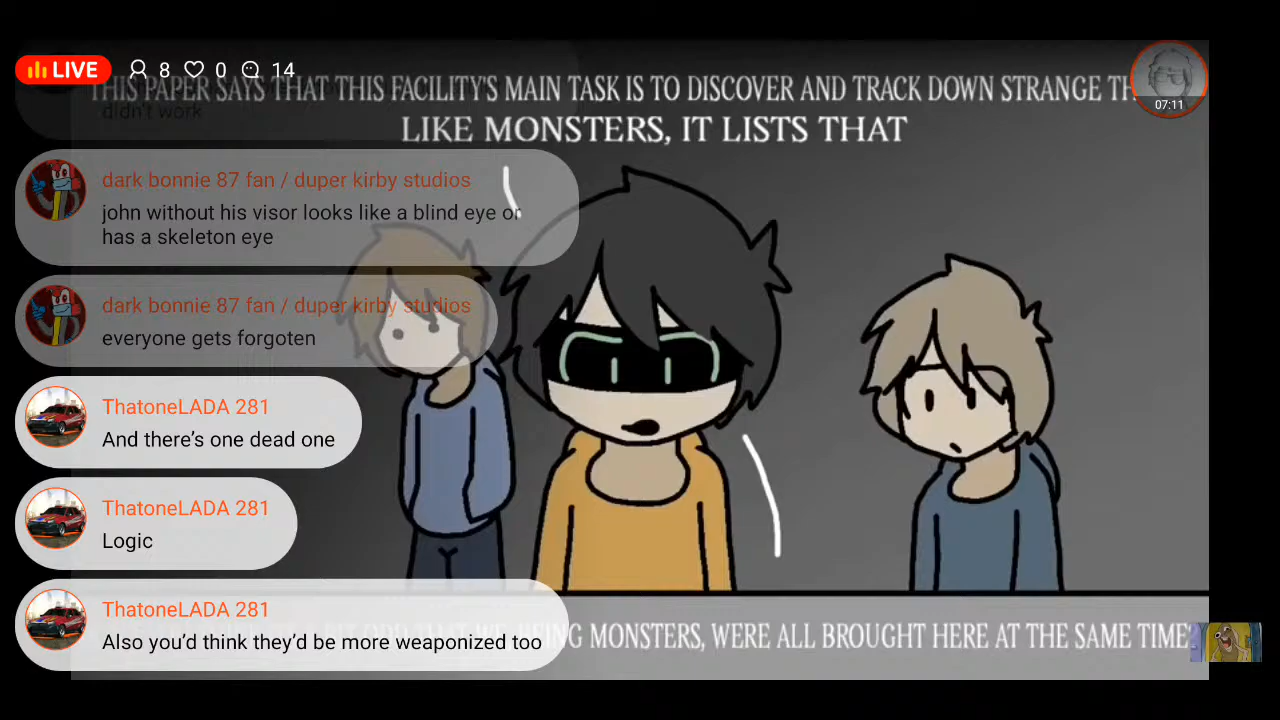 LIVE 8 0 14
07:11
THIS PAPER SAYS THAT THIS FACILITY'S MAIN TASK IS TO DISCOVER AND TRACK DOWN STRANGE TH
LIKE MONSTERS, IT LISTS THAT
didn't work
dark bonnie 87 fan / duper kirby studios
john without his visor looks like a blind eye or
has a skeleton eye
dark bonnie 87 fan / duper kirby studios
everyone gets forgoten
ThatoneLADA 281
And there's one dead one
ThatoneLADA 281
Logic
ThatoneLADA 281
Also you'd think they'd be more weaponized too
MONSTERS, WERE ALL BROUGHT HERE AT THE SAME TIME?